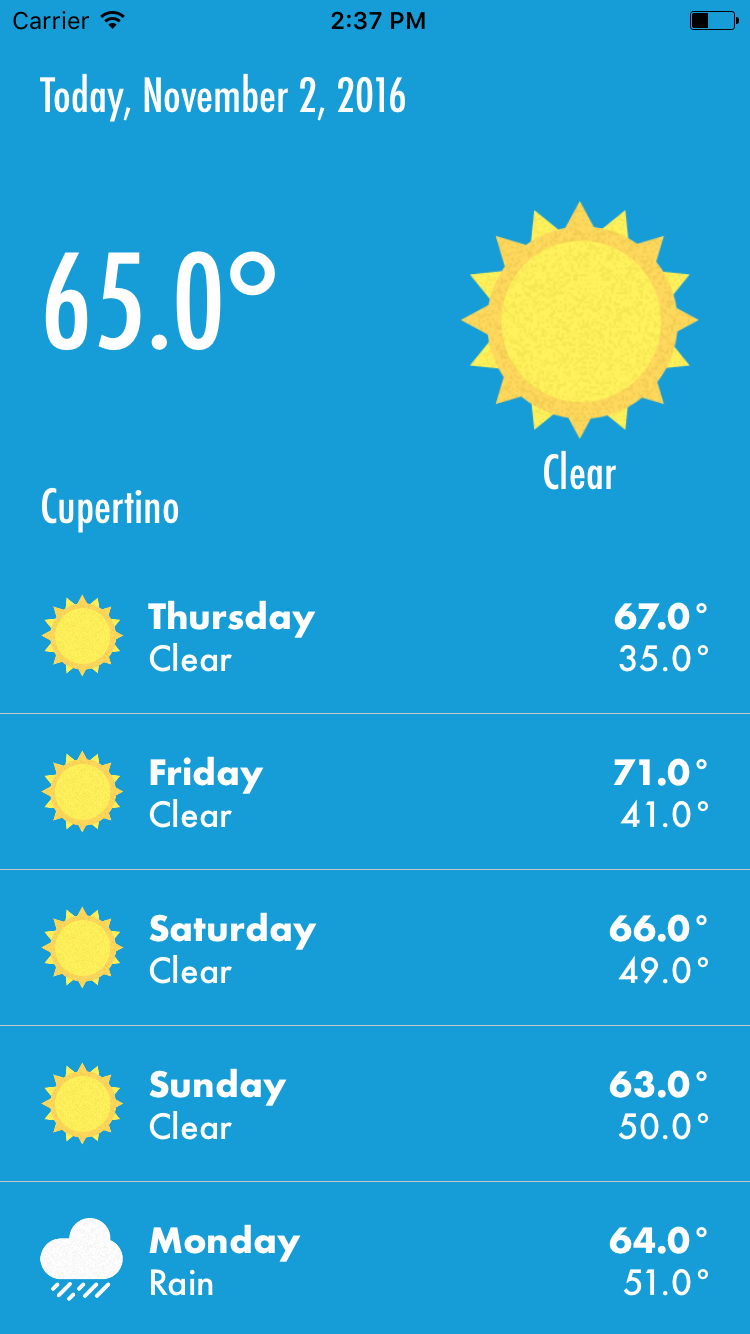 Carrier 2:37 PM
Today, November 2, 2016
65.0°
Clear
Cupertino
Thursday 67.0°
Clear 35.0°
Friday 71.0°
Clear 41.0°
Saturday 66.0°
Clear 49.0°
Sunday 63.0°
Clear 50.0°
Monday 64.0°
Rain 51.0°